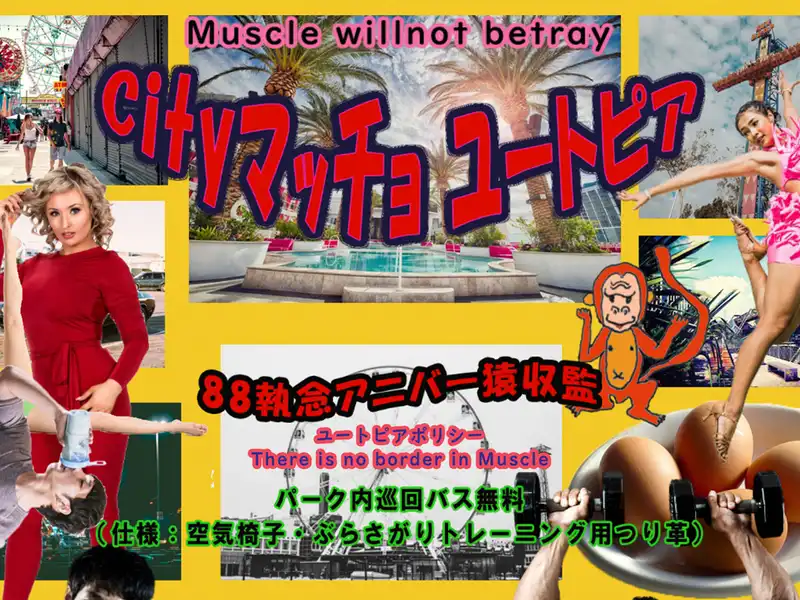 Muscle willnot betray
cityマッチョ ユートピア
88執念アニバー猿収監
ユートピアポリシー
There is no border in Muscle
パーク内巡回バス無料
（仕様：空気椅子・ぶらさがりトレーニング用つり革）